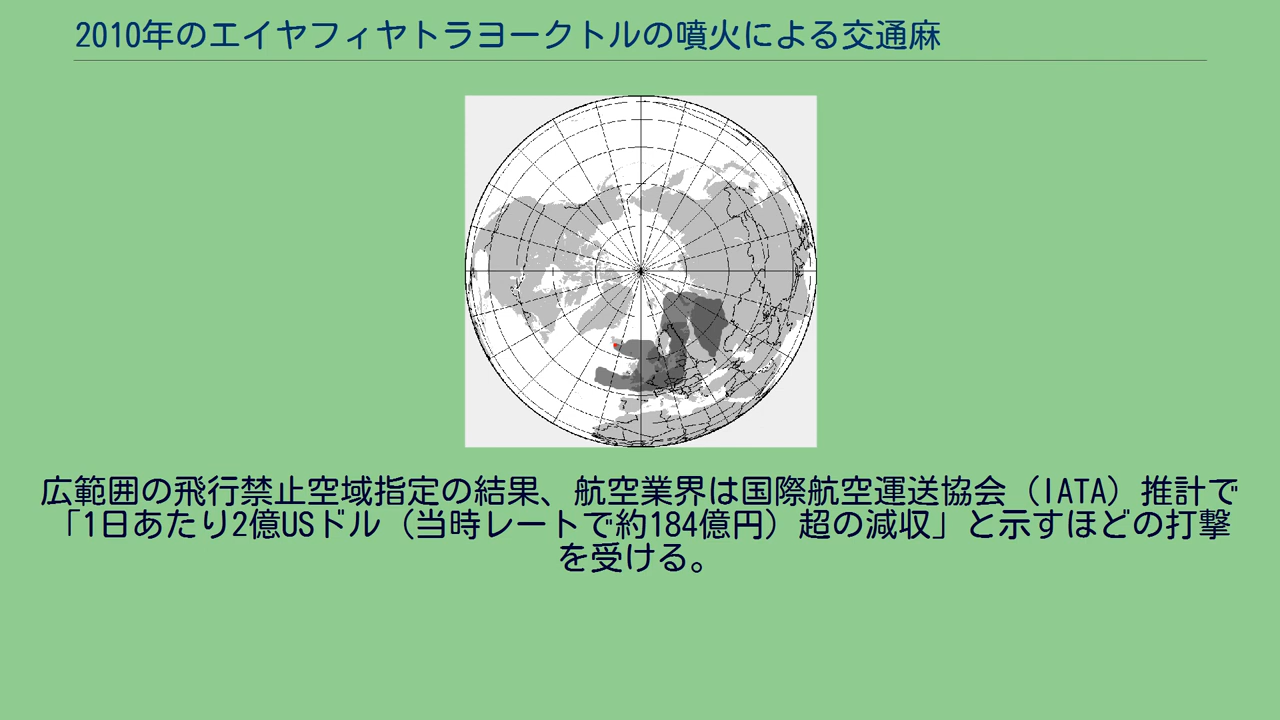 2010年のエイヤフィヤトラヨークトルの噴火による交通麻
広範囲の飛行禁止空域指定の結果、航空業界は国際航空運送協会（IATA）推計で
「1日あたり2億USドル（当時レートで約184億円）超の減収」と示すほどの打撃
を受ける。